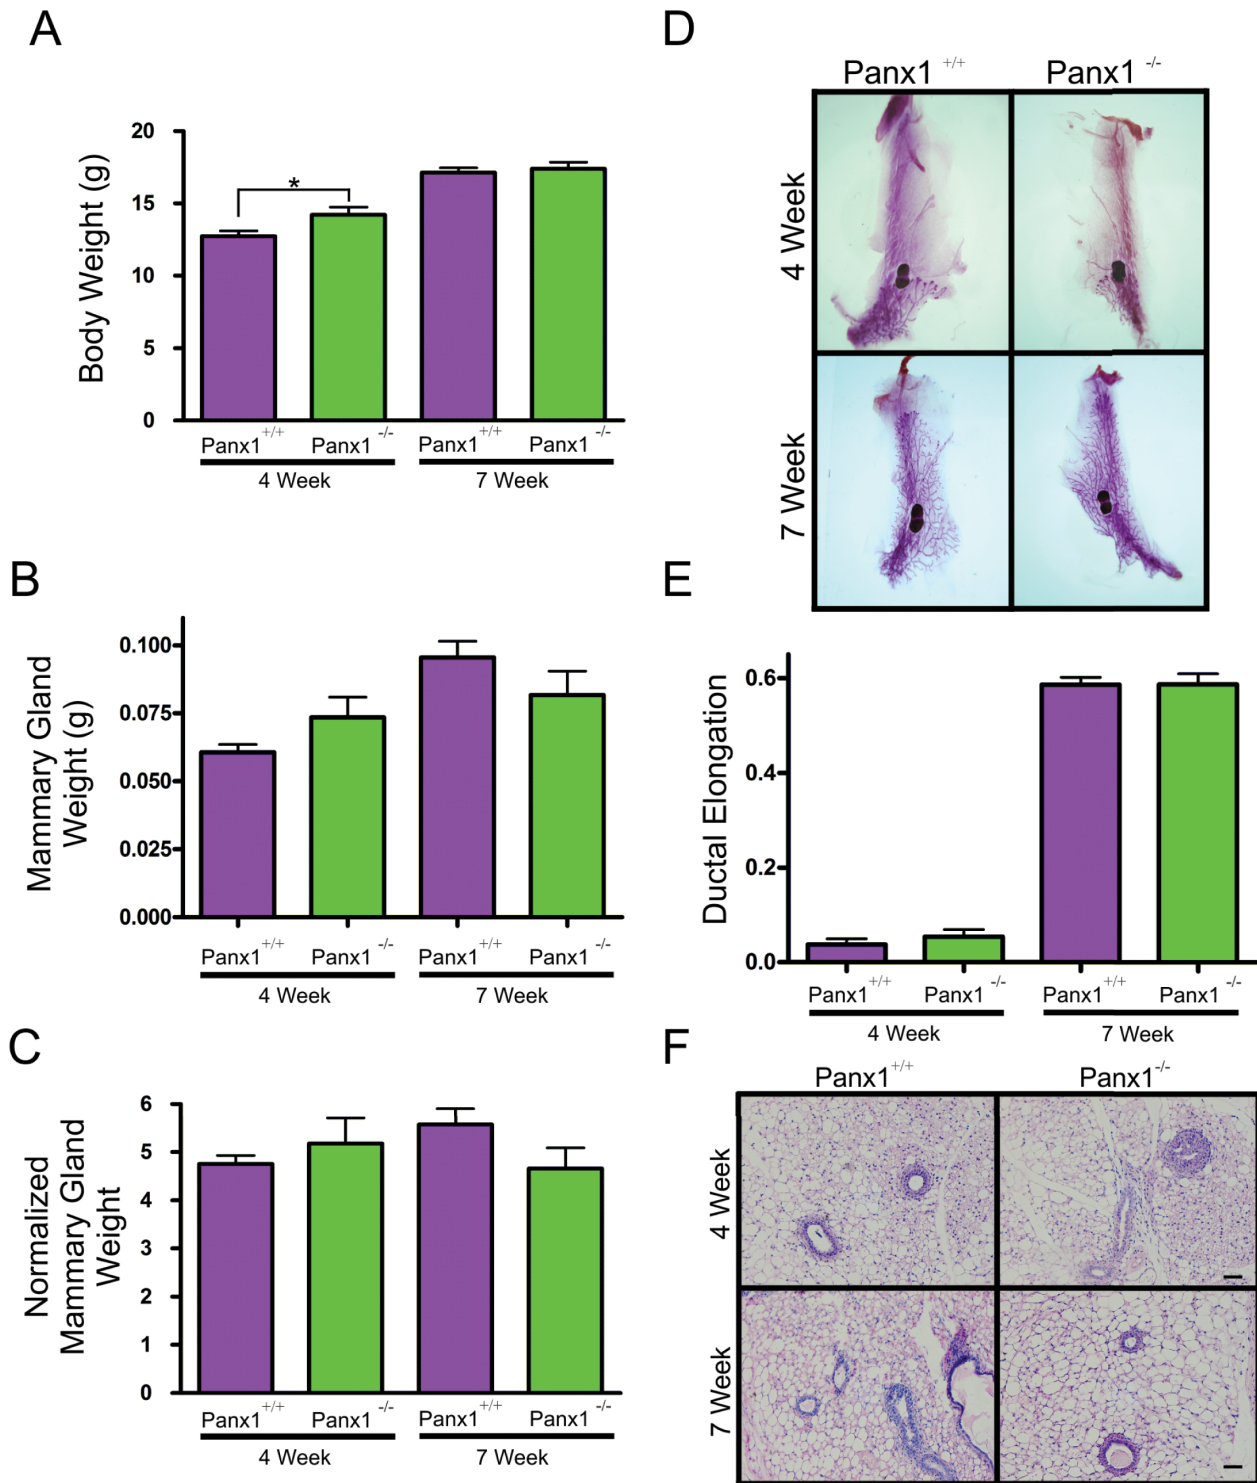 A
Body Weight (g)
20
15
10
5
0
*
Panx1 +/+ Panx1 -/- Panx1 +/+ Panx1 -/-
4 Week 7 Week
B
Mammary Gland
Weight (g)
0.100
0.075
0.050
0.025
0.000
Panx1 +/+ Panx1 -/- Panx1 +/+ Panx1 -/-
4 Week 7 Week
C
Normalized
Mammary Gland
Weight
6
5
4
3
2
1
0
Panx1 +/+ Panx1 -/- Panx1 +/+ Panx1 -/-
4 Week 7 Week
D
Panx1 +/+ Panx1 -/-
4 Week
7 Week
E
Ductal Elongation
0.6
0.4
0.2
0.0
Panx1 +/+ Panx1 -/- Panx1 +/+ Panx1 -/-
4 Week 7 Week
F
Panx1+/+ Panx1-/-
4 Week
7 Week